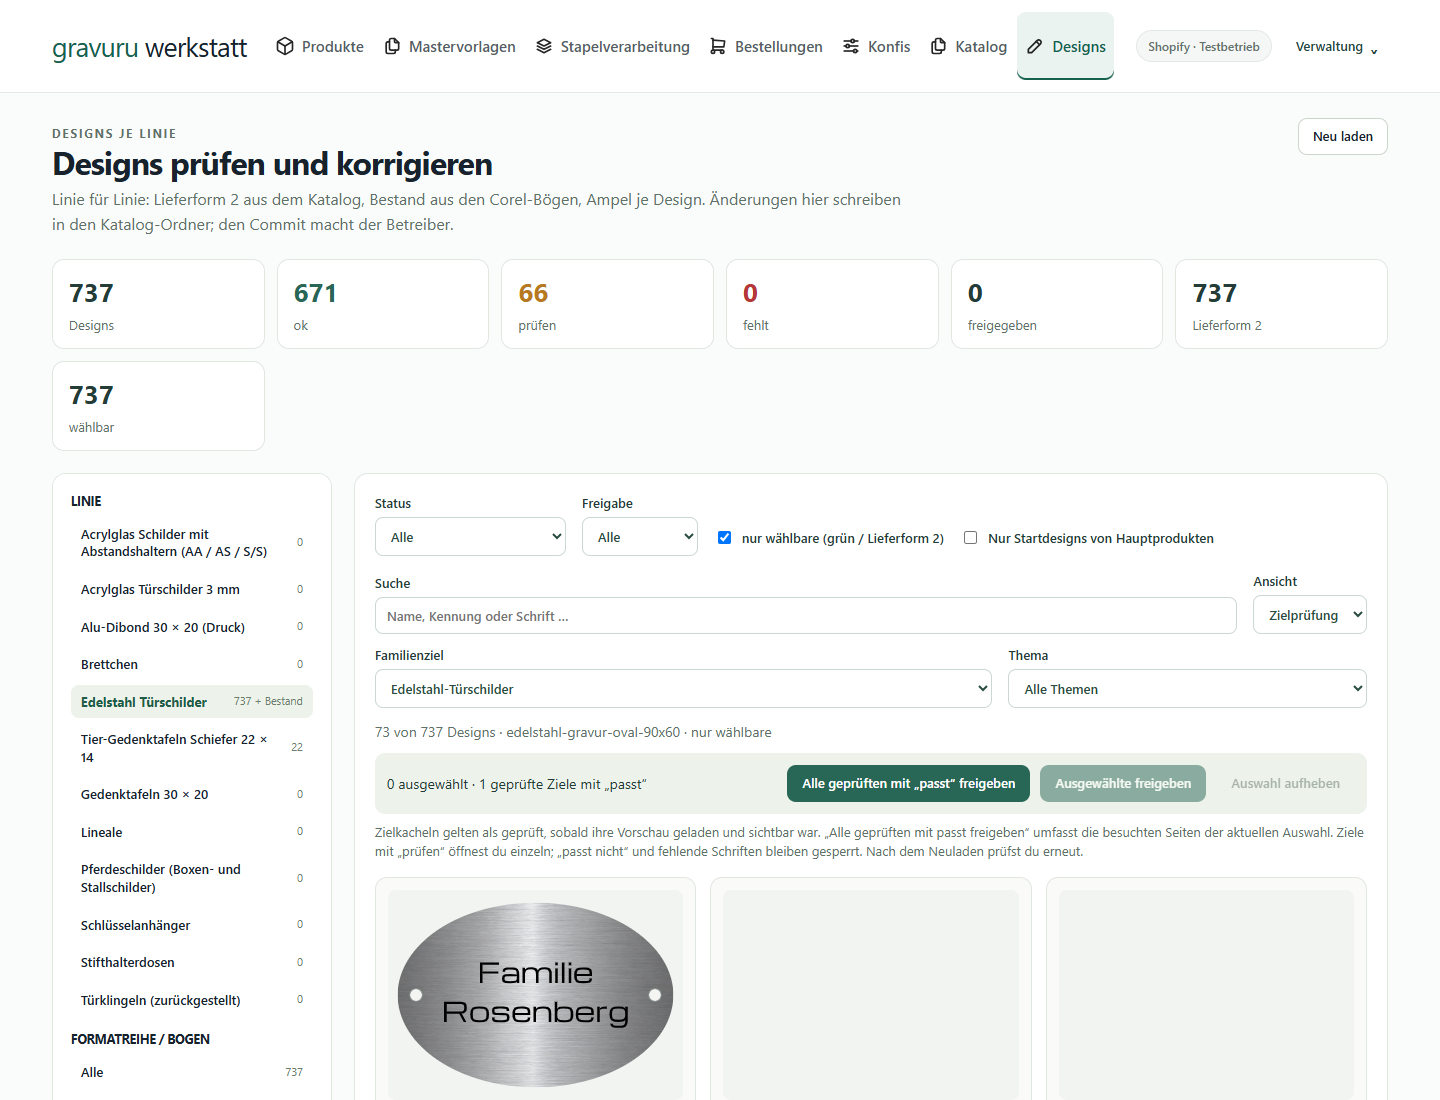 gravuru werkstatt
Produkte
Mastervorlagen
Stapelverarbeitung
Bestellungen
Konfis
Katalog
Designs
Shopify · Testbetrieb
Verwaltung
DESIGNS JE LINIE
Neu laden
Designs prüfen und korrigieren
Linie für Linie: Lieferform 2 aus dem Katalog, Bestand aus den Corel-Bögen, Ampel je Design. Änderungen hier schreiben
in den Katalog-Ordner; den Commit macht der Betreiber.
737
Designs
671
ok
66
prüfen
0
fehlt
0
freigegeben
737
Lieferform 2
737
wählbar
LINIE
Acrylglas Schilder mit
Abstandshaltern (AA / AS / S/S)
0
Acrylglas Türschilder 3 mm
0
Alu-Dibond 30 × 20 (Druck)
0
Brettchen
0
Edelstahl Türschilder
737 + Bestand
Tier-Gedenktafeln Schiefer 22 ×
14
22
Gedenktafeln 30 × 20
0
Lineale
0
Pferdeschilder (Boxen- und
Stallschilder)
0
Schlüsselanhänger
0
Stifthalterdosen
0
Türklingeln (zurückgestellt)
0
FORMATREIHE / BOGEN
Alle
737
Status
Alle
Freigabe
Alle
nur wählbare (grün / Lieferform 2)
Nur Startdesigns von Hauptprodukten
Suche
Name, Kennung oder Schrift ...
Ansicht
Zielprüfung
Familienziel
Edelstahl-Türschilder
Thema
Alle Themen
73 von 737 Designs · edelstahl-gravur-oval-90x60 · nur wählbare
0 ausgewählt · 1 geprüfte Ziele mit „passt“
Alle geprüften mit „passt“ freigeben
Ausgewählte freigeben
Auswahl aufheben
Zielkacheln gelten als geprüft, sobald ihre Vorschau geladen und sichtbar war. „Alle geprüften mit passt freigeben“ umfasst die besuchten Seiten der aktuellen Auswahl. Ziele
mit „prüfen“ öffnest du einzeln; „passt nicht“ und fehlende Schriften bleiben gesperrt. Nach dem Neuladen prüfst du erneut.
Familie
Rosenberg